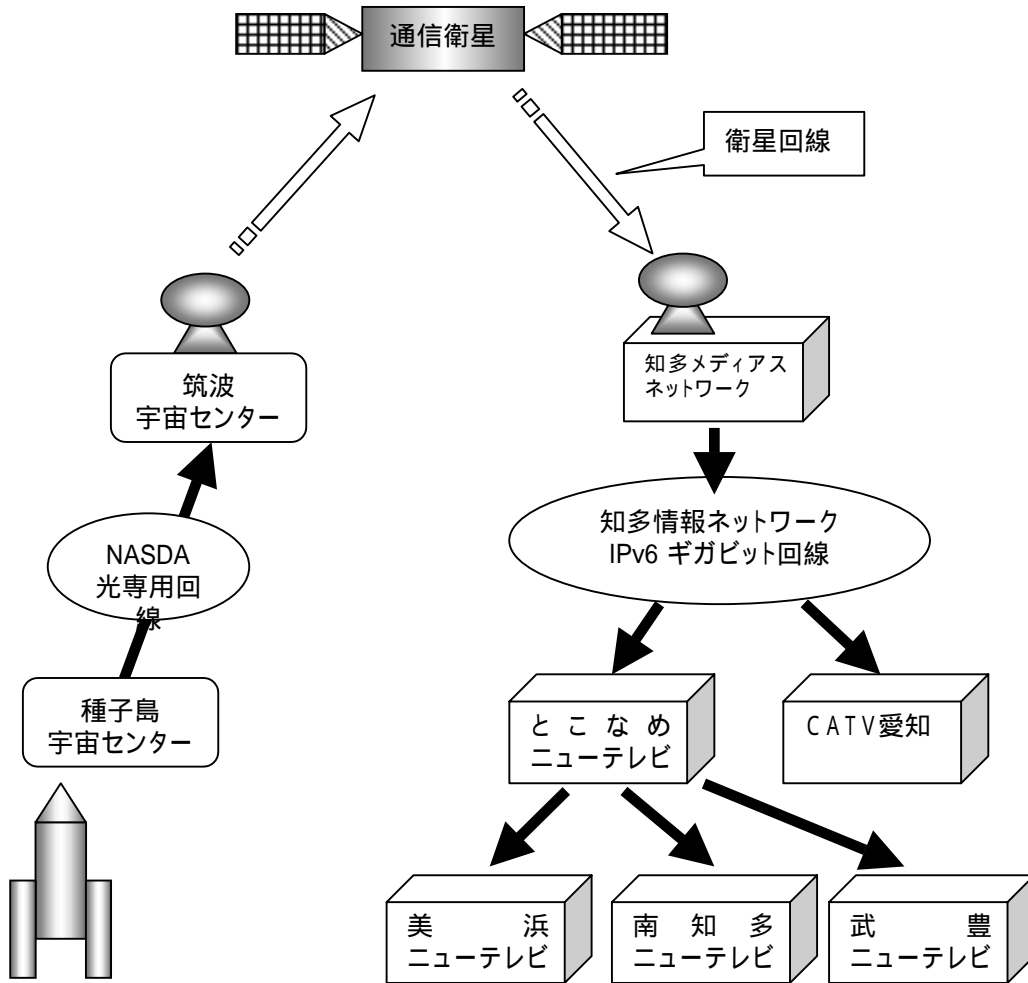 通信衛星
衛星回線
筑波
宇宙センター
知多メディアス
ネットワーク
NASDA
光専用回
線
知多情報ネットワーク
IPv6 ギガビット回線
種子島
宇宙センター
とこなめ
ニューテレビ
CATV愛知
美浜
ニューテレビ
南知多
ニューテレビ
武豊
ニューテレビ